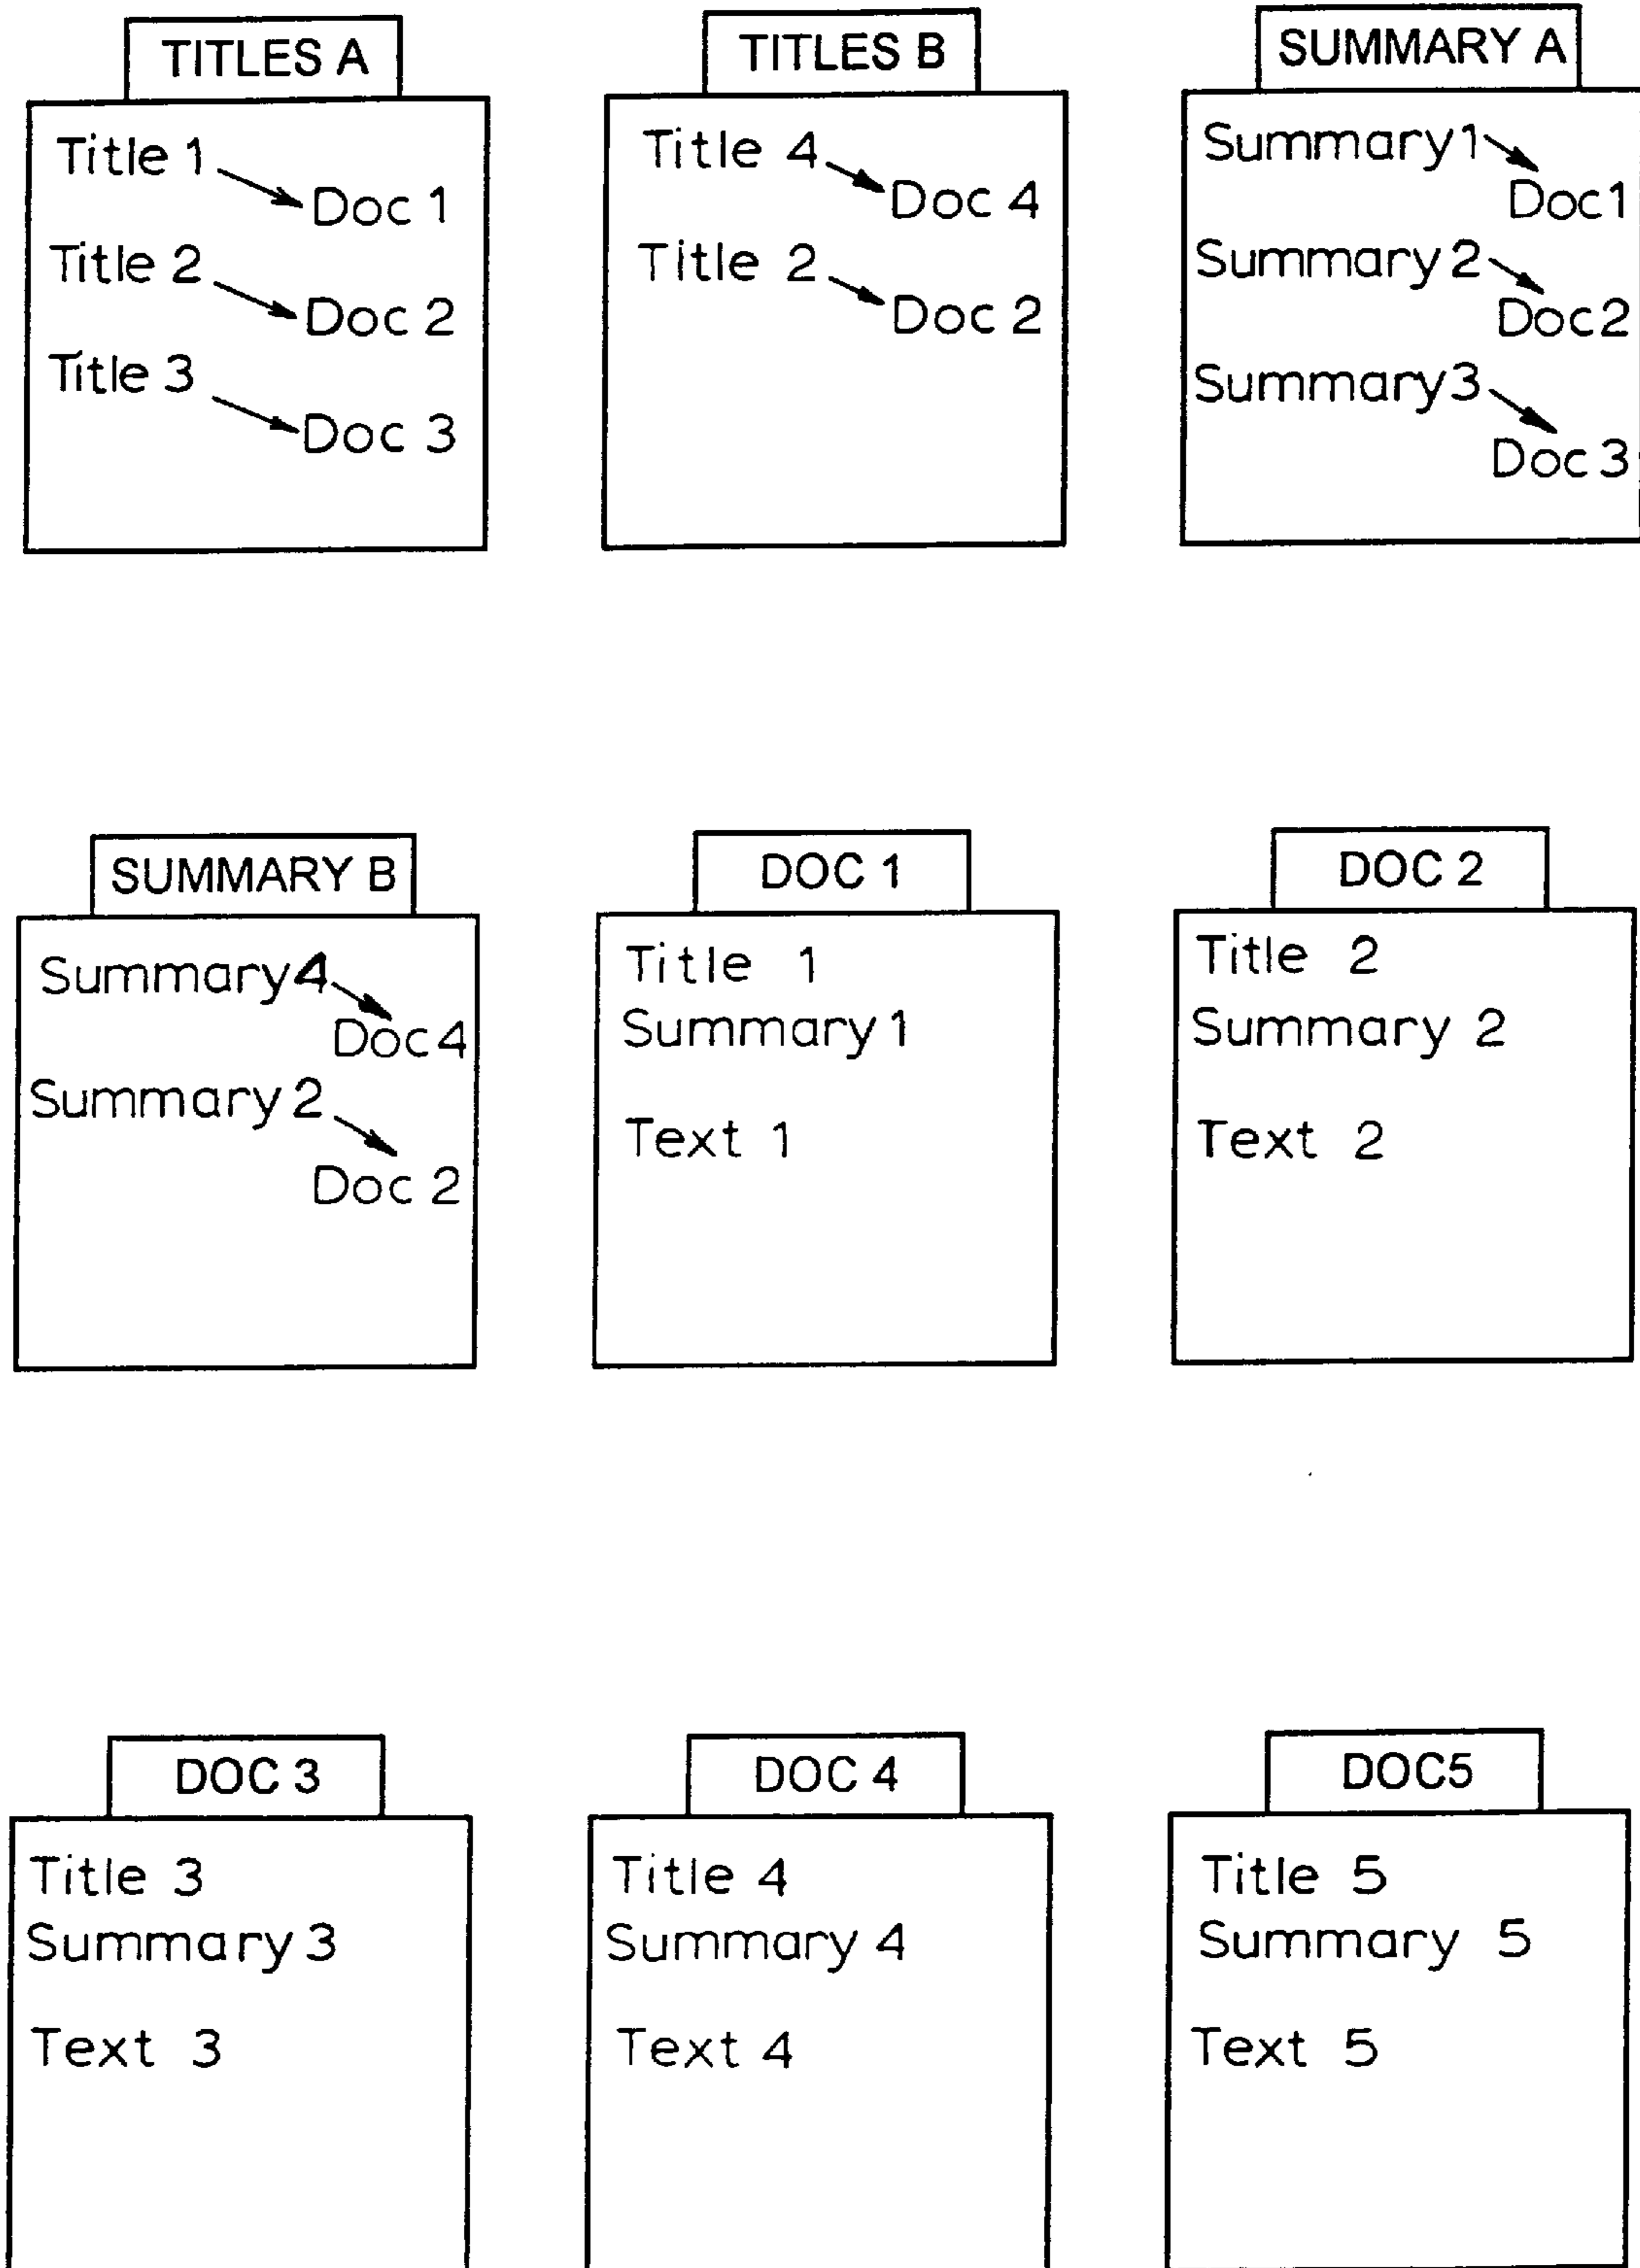 TITLES A
Title 1
Doc 1
Title 2
Doc 2
Title 3
Doc 3
TITLES B
Title 4
Doc 4
Title 2
Doc 2
SUMMARY A
Summary 1
Doc 1
Summary 2
Doc 2
Summary 3
Doc 3
SUMMARY B
Summary 4
Doc 4
Summary 2
Doc 2
DOC 1
Title 1
Summary 1
Text 1
DOC 2
Title 2
Summary 2
Text 2
DOC 3
Title 3
Summary 3
Text 3
DOC 4
Title 4
Summary 4
Text 4
DOC5
Title 5
Summary 5
Text 5